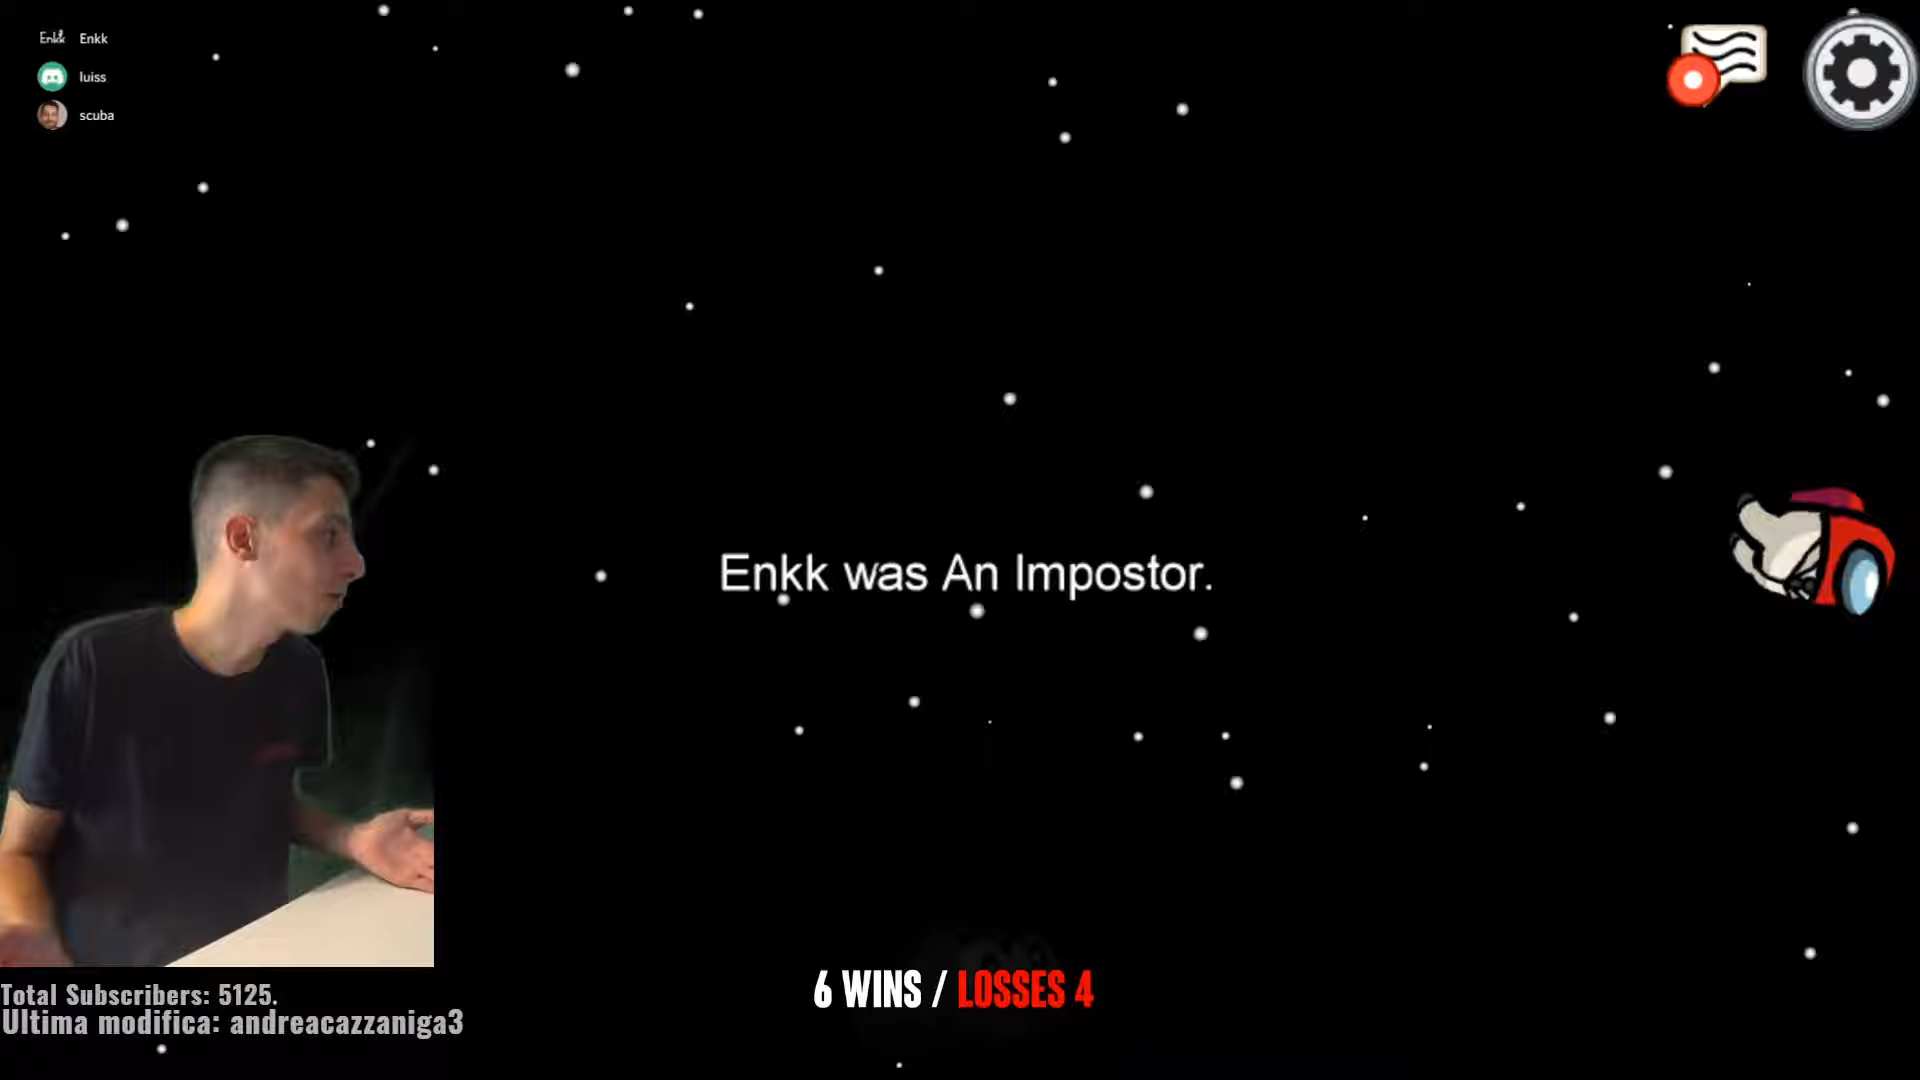 Enkk Enkk
luiss
scuba
Enkk was An Impostor.
6 WINS / LOSSES 4
Total Subscribers: 5125.
Ultima modifica: andreacazzaniga3